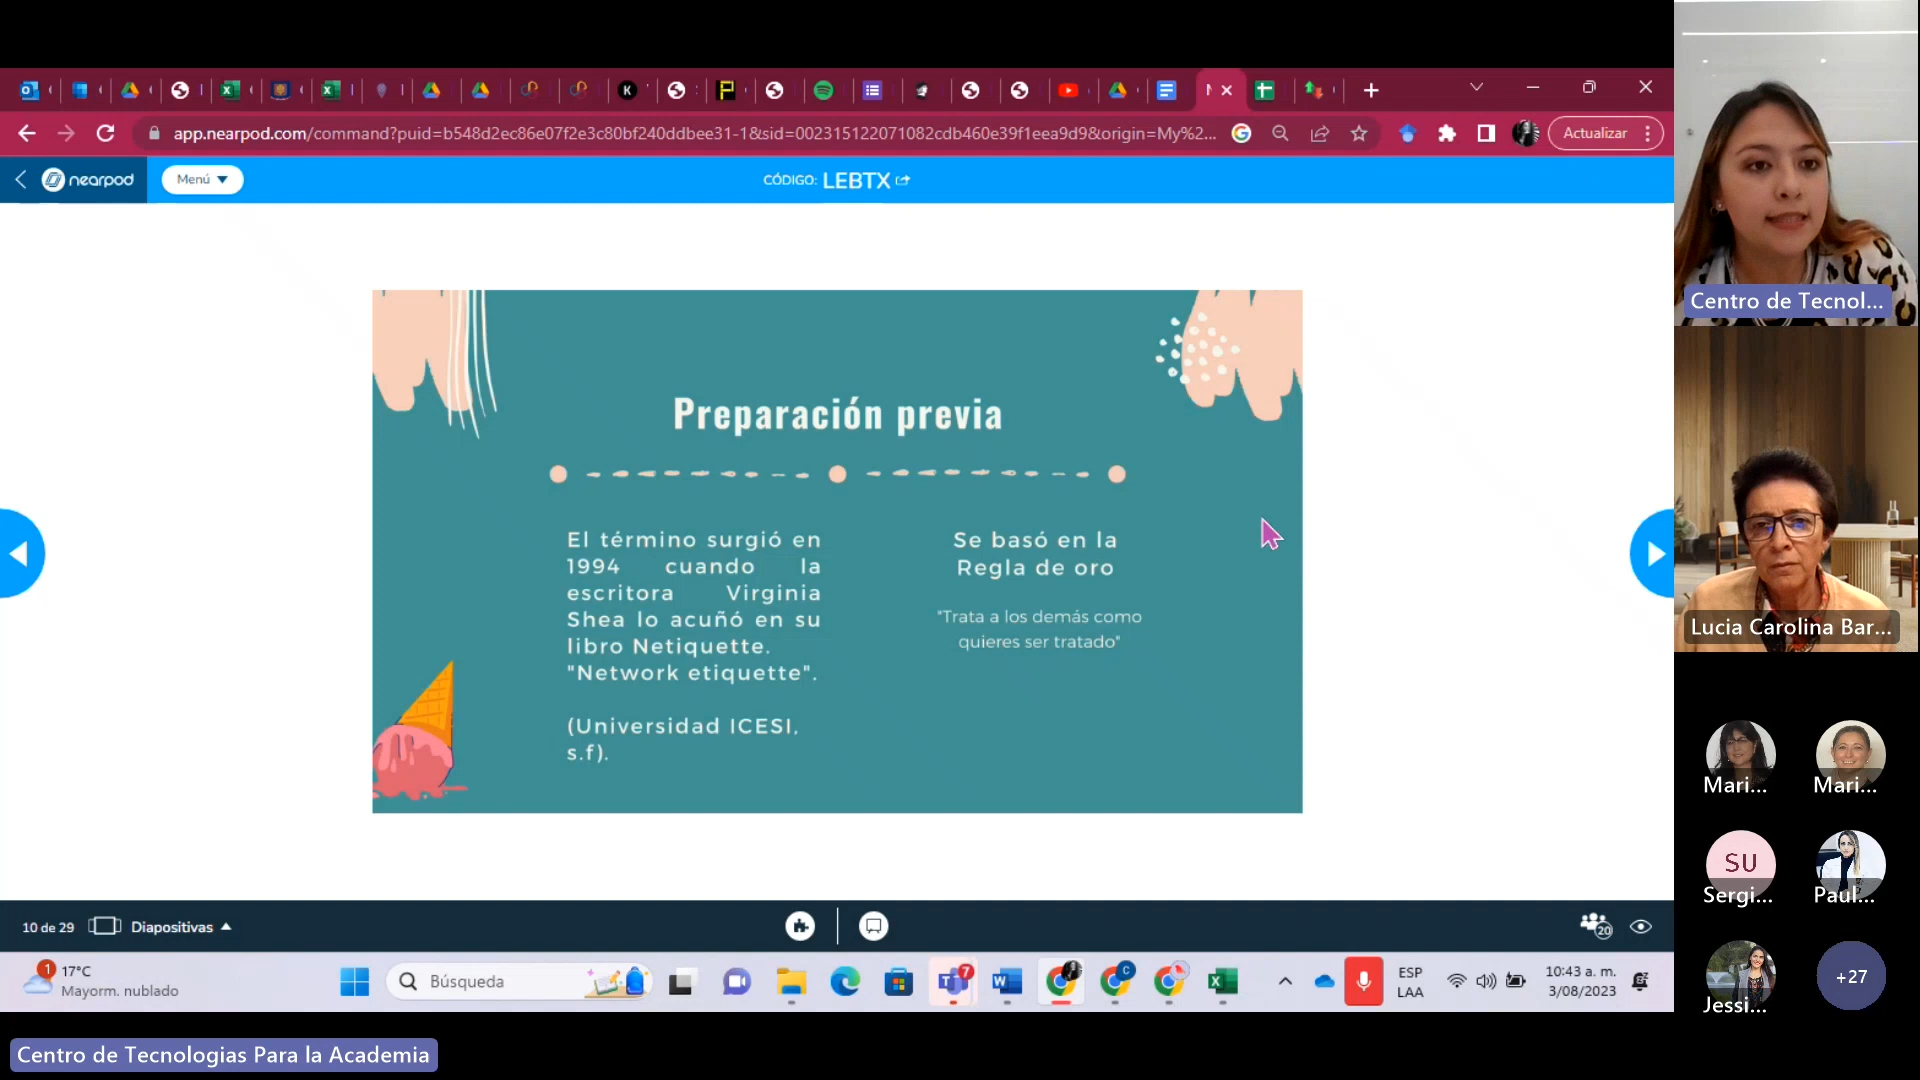 app.nearpod.com/command?puid=b548d2ec86e07f2e3c80bf240ddbee31-1&sid=002315122071082cdb460e39f1eea9d9&origin=My%2...
Actualizar
nearpod
Menú
CÓDIGO: LEBTX
Preparación previa
El término surgió en
1994 cuando la
escritora Virginia
Shea lo acuñó en su
libro Netiquette.
"Network etiquette".
(Universidad ICESI,
s.f).
Se basó en la
Regla de oro
"Trata a los demás como
quieres ser tratado"
10 de 29
Diapositivas
20
1
17°C
Mayorm. nublado
Búsqueda
7
C
ESP
LAA
10:43 a. m.
3/08/2023
Centro de Tecnologias Para la Academia
Centro de Tecnol...
Lucia Carolina Bar...
Mari...
Mari...
SU
Sergi...
Paul...
Jessi...
+27